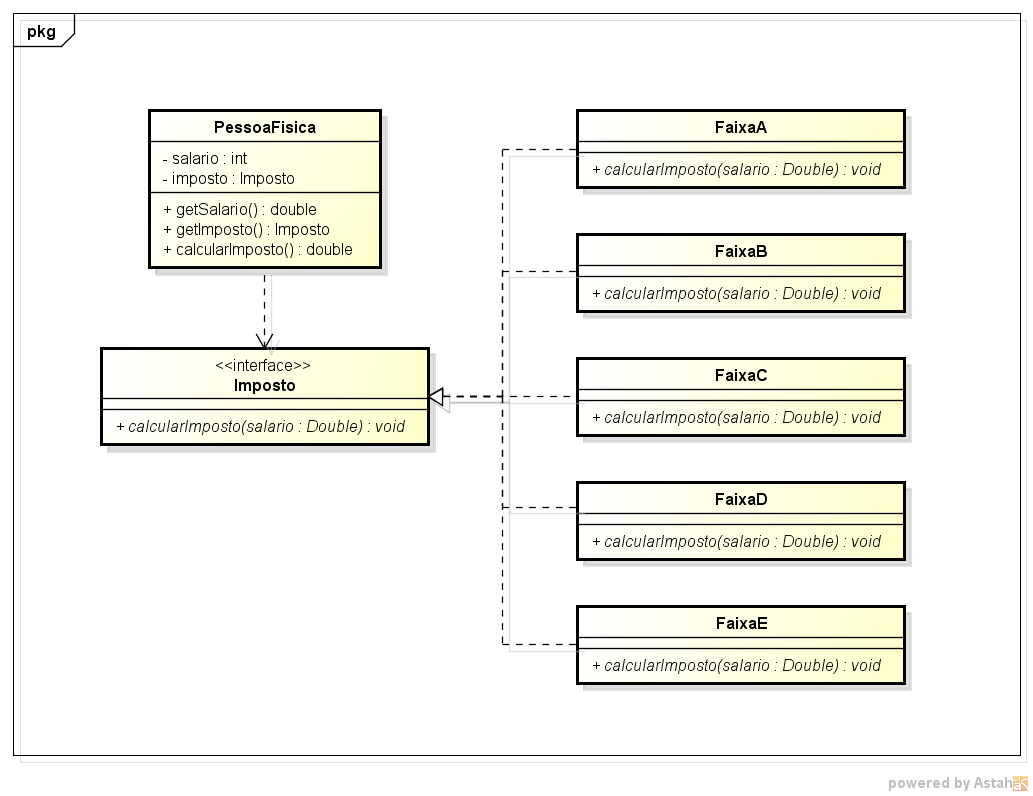 pkg
PessoaFisica
- salario : int
- imposto : Imposto
+ getSalario() : double
+ getImposto() : Imposto
+ calcularImposto() : double
<<interface>>
Imposto
+ calcularImposto(salario : Double) : void
FaixaA
+ calcularImposto(salario : Double) : void
FaixaB
+ calcularImposto(salario : Double) : void
FaixaC
+ calcularImposto(salario : Double) : void
FaixaD
+ calcularImposto(salario : Double) : void
FaixaE
+ calcularImposto(salario : Double) : void
powered by Astah